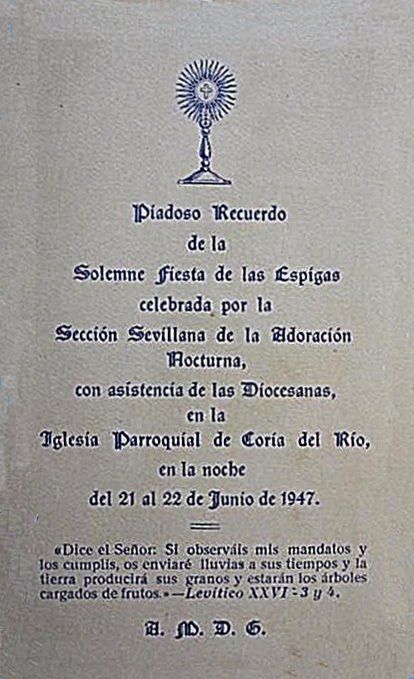 Piadoso Recuerdo
de la
Solemne Fiesta de las Espigas
celebrada por la
Sección Sevillana de la Adoración
Nocturna,
con asistencia de las Diocesanas,
en la
Iglesia Parroquial de Coria del Río,
en la noche
del 21 al 22 de Junio de 1947.
«Dice el Señor: Si observáis mis mandatos y
los cumplis, os enviaré lluvias a sus tiempos y la
tierra producirá sus granos y estarán los árboles
cargados de frutos.»—Levítico XXVI-3 y 4.
A. M. D. G.